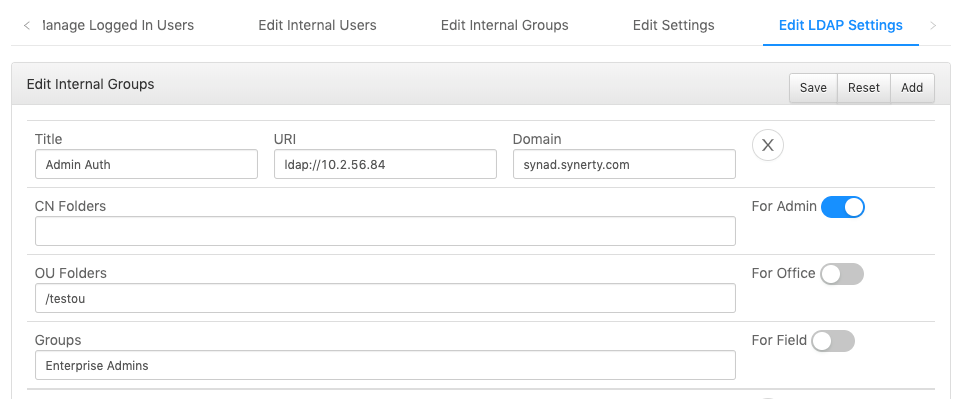 < lanage Logged In Users Edit Internal Users Edit Internal Groups Edit Settings Edit LDAP Settings >
Edit Internal Groups Save Reset Add
Title URI Domain
Admin Auth ldap://10.2.56.84 synad.synerty.com X
CN Folders For Admin
OU Folders For Office
/testou
Groups For Field
Enterprise Admins